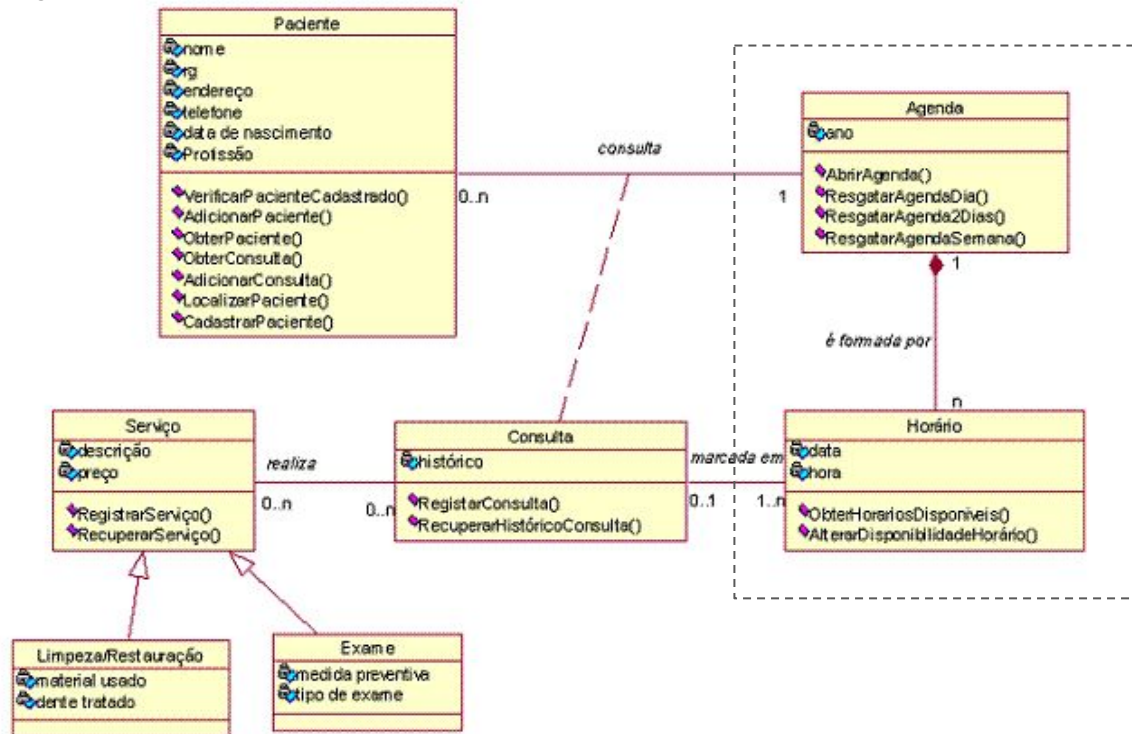 Paciente
nome
rg
endereço
telefone
data de nascimento
Profissão
VerificarPacienteCadastrado()
AdicionarPaciente()
ObterPaciente()
ObterConsulta()
AdicionarConsulta()
LocalizarPaciente()
CadastrarPaciente()
consulta
0..n
1
Agenda
ano
AbrirAgenda()
ResgatarAgendaDia()
ResgatarAgenda2Dias()
ResgatarAgendaSemana()
1
é formada por
n
Serviço
descrição
preço
RegistrarServiço()
RecuperarServiço()
realiza
0..n
0..n
Consulta
histórico
RegistarConsulta()
RecuperarHistóricoConsulta()
marcada em
0..1
1..n
Horário
data
hora
ObterHorariosDisponiveis()
AlterarDisponibilidadeHorário()
Limpeza/Restauração
material usado
dente tratado
Exame
medida preventiva
tipo de exame